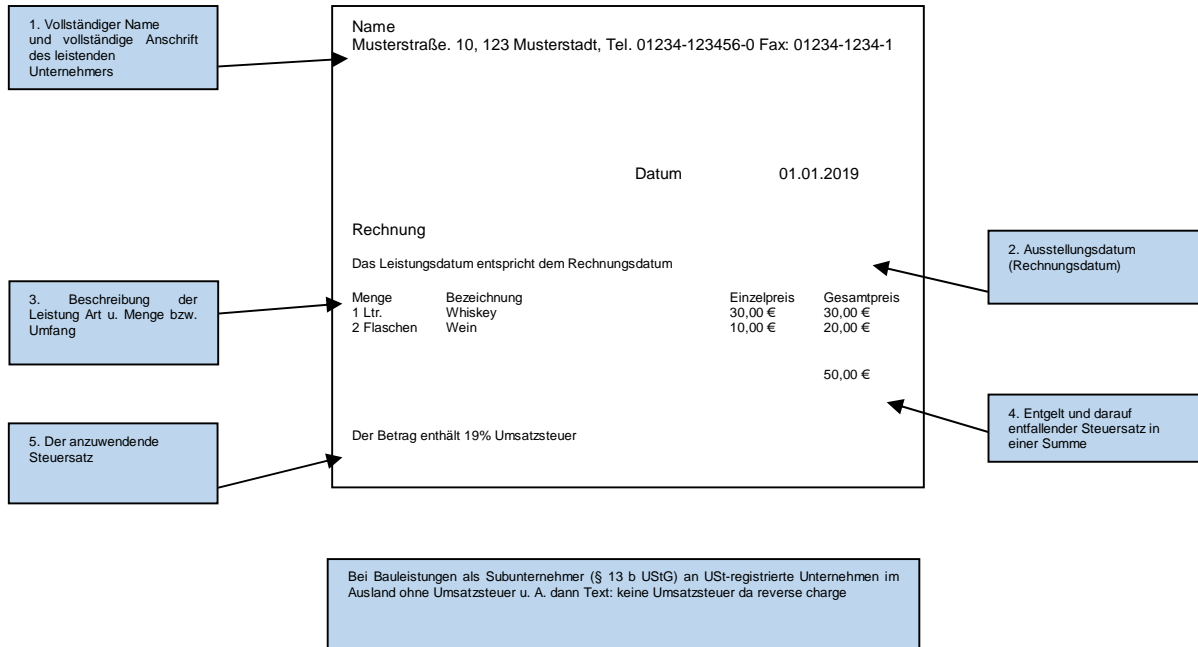 1. Vollständiger Name
und vollständige Anschrift
des leistenden
Unternehmers
Name
Musterstraße. 10, 123 Musterstadt, Tel. 01234-123456-0 Fax: 01234-1234-1
Datum 01.01.2019
Rechnung
Das Leistungsdatum entspricht dem Rechnungsdatum
2. Ausstellungsdatum
(Rechnungsdatum)
3. Beschreibung der
Leistung Art u. Menge bzw.
Umfang
Menge Bezeichnung Einzelpreis Gesamtpreis
1 Ltr. Whiskey 30,00 € 30,00 €
2 Flaschen Wein 10,00 € 20,00 €
50,00 €
4. Entgelt und darauf
entfallender Steuersatz in
einer Summe
5. Der anzuwendende
Steuersatz
Der Betrag enthält 19% Umsatzsteuer
Bei Bauleistungen als Subunternehmer (§ 13 b UStG) an USt-registrierte Unternehmen im
Ausland ohne Umsatzsteuer u. A. dann Text: keine Umsatzsteuer da reverse charge